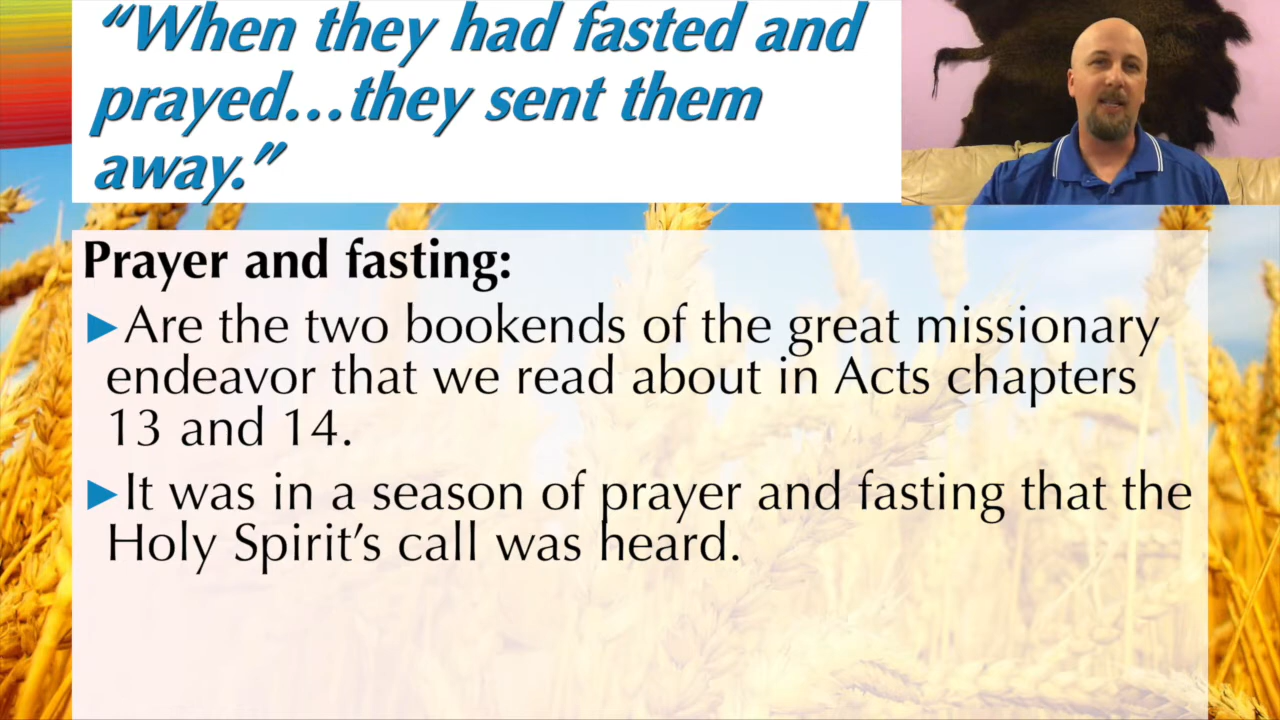 “When they had fasted and
prayed…they sent them
away.”
Prayer and fasting:
►Are the two bookends of the great missionary
endeavor that we read about in Acts chapters
13 and 14.
►It was in a season of prayer and fasting that the
Holy Spirit’s call was heard.